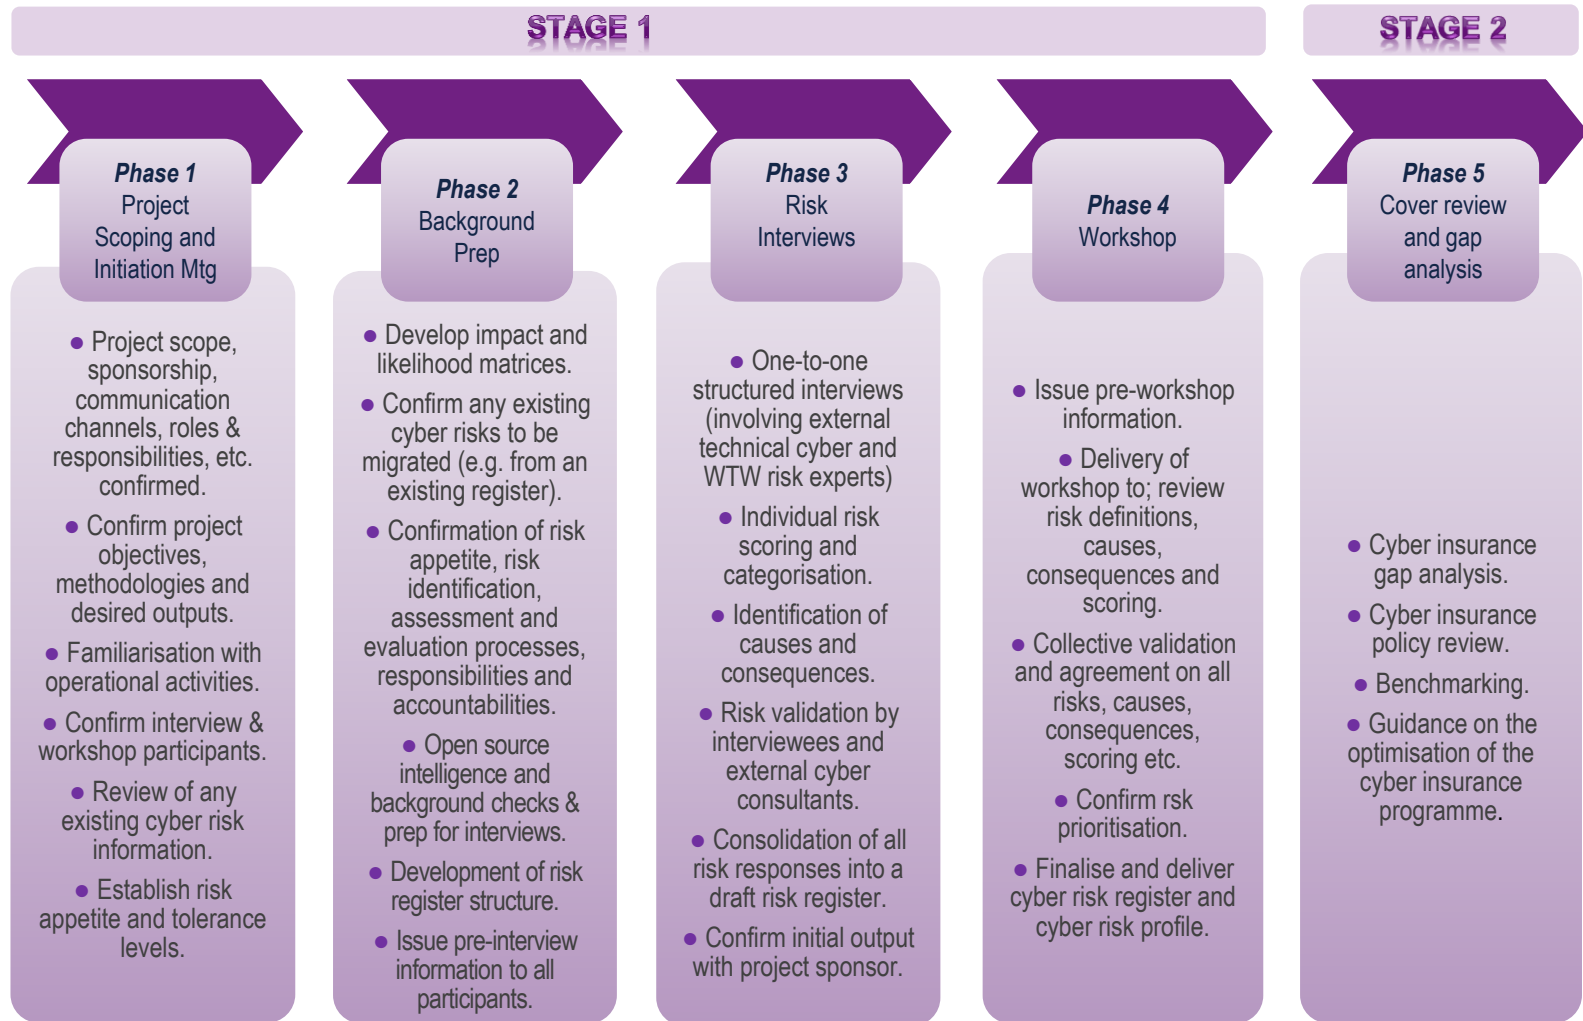 STAGE 1
STAGE 2
Phase 1
Project
Scoping and
Initiation Mtg
● Project scope,
sponsorship,
communication
channels, roles &
responsibilities, etc.
confirmed.
● Confirm project
objectives,
methodologies and
desired outputs.
● Familiarisation with
operational activities.
● Confirm interview &
workshop participants.
● Review of any
existing cyber risk
information.
● Establish risk
appetite and tolerance
levels.
Phase 2
Background
Prep
● Develop impact and
likelihood matrices.
● Confirm any existing
cyber risks to be
migrated (e.g. from an
existing register).
● Confirmation of risk
appetite, risk
identification,
assessment and
evaluation processes,
responsibilities and
accountabilities.
● Open source
intelligence and
background checks &
prep for interviews.
● Development of risk
register structure.
● Issue pre-interview
information to all
participants.
Phase 3
Risk
Interviews
● One-to-one
structured interviews
(involving external
technical cyber and
WTW risk experts)
● Individual risk
scoring and
categorisation.
● Identification of
causes and
consequences.
● Risk validation by
interviewees and
external cyber
consultants.
● Consolidation of all
risk responses into a
draft risk register.
● Confirm initial output
with project sponsor.
Phase 4
Workshop
● Issue pre-workshop
information.
● Delivery of
workshop to; review
risk definitions,
causes,
consequences and
scoring.
● Collective validation
and agreement on all
risks, causes,
consequences,
scoring etc.
● Confirm rsk
prioritisation.
● Finalise and deliver
cyber risk register and
cyber risk profile.
Phase 5
Cover review
and gap
analysis
● Cyber insurance
gap analysis.
● Cyber insurance
policy review.
● Benchmarking.
● Guidance on the
optimisation of the
cyber insurance
programme.